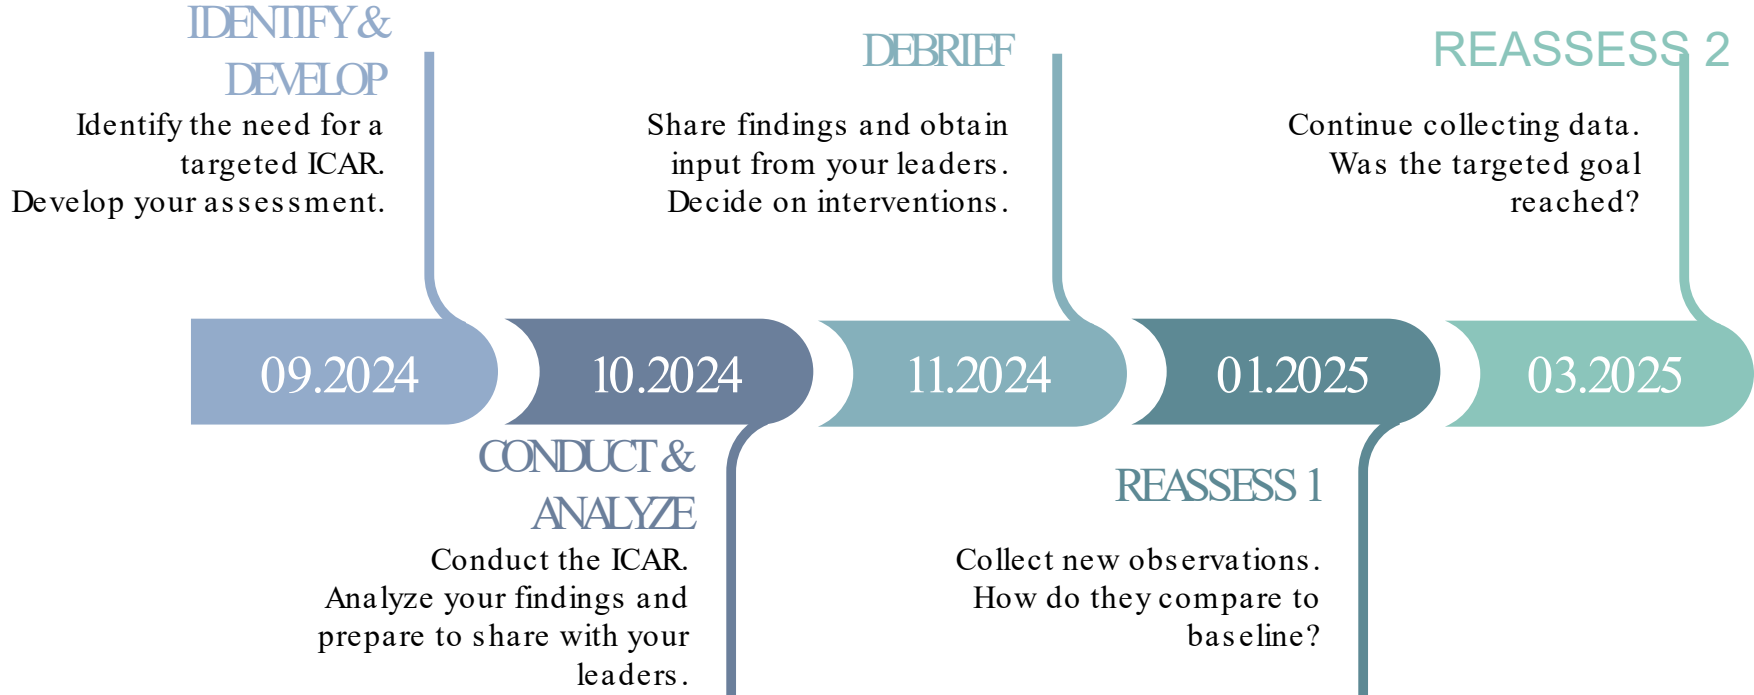 IDENTIFY &
DEVELOP
Identify the need for a
targeted ICAR.
Develop your assessment.
DEBRIEF
Share findings and obtain
input from your leaders.
Decide on interventions.
REASSESS 2
Continue collecting data.
Was the targeted goal
reached?
09.2024
10.2024
11.2024
01.2025
03.2025
CONDUCT &
ANALYZE
Conduct the ICAR.
Analyze your findings and
prepare to share with your
leaders.
REASSESS 1
Collect new observations.
How do they compare to
baseline?